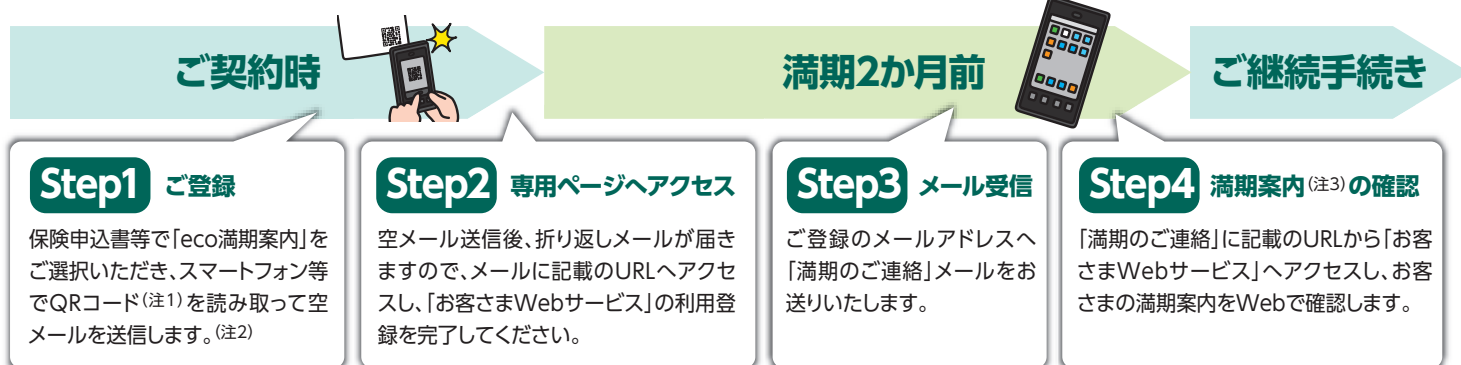 ご契約時
満期2か月前
ご継続手続き
Step1 ご登録
保険申込書等で「eco満期案内」を
ご選択いただき、スマートフォン等
でQRコード(注1)を読み取って空
メールを送信します。(注2)
Step2 専用ページへアクセス
空メール送信後、折り返しメールが届き
ますので、メールに記載のURLへアクセ
スし、「お客さまWebサービス」の利用登
録を完了してください。
Step3 メール受信
ご登録のメールアドレスへ
「満期のご連絡」メールをお
送りいたします。
Step4 満期案内(注3)の確認
「満期のご連絡」に記載のURLから「お客
さまWebサービス」へアクセスし、お客
さまの満期案内をWebで確認します。